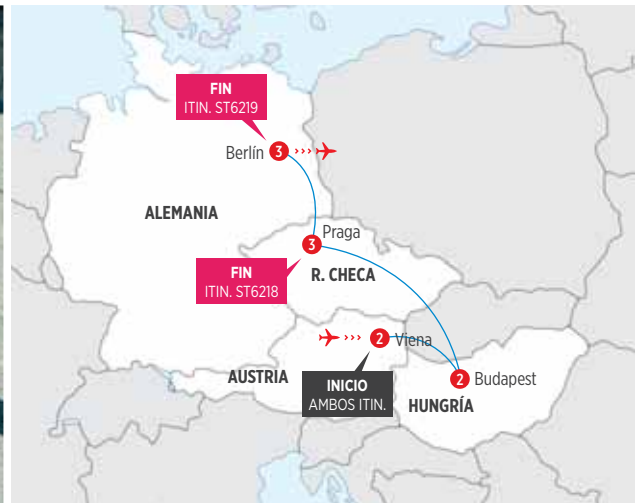 FIN
ITIN. ST6219
Berlín 3
ALEMANIA
Praga
3
FIN
ITIN. ST6218
R. CHECA
2 Viena
AUSTRIA
INICIO
AMBOS ITIN.
2 Budapest
HUNGRÍA